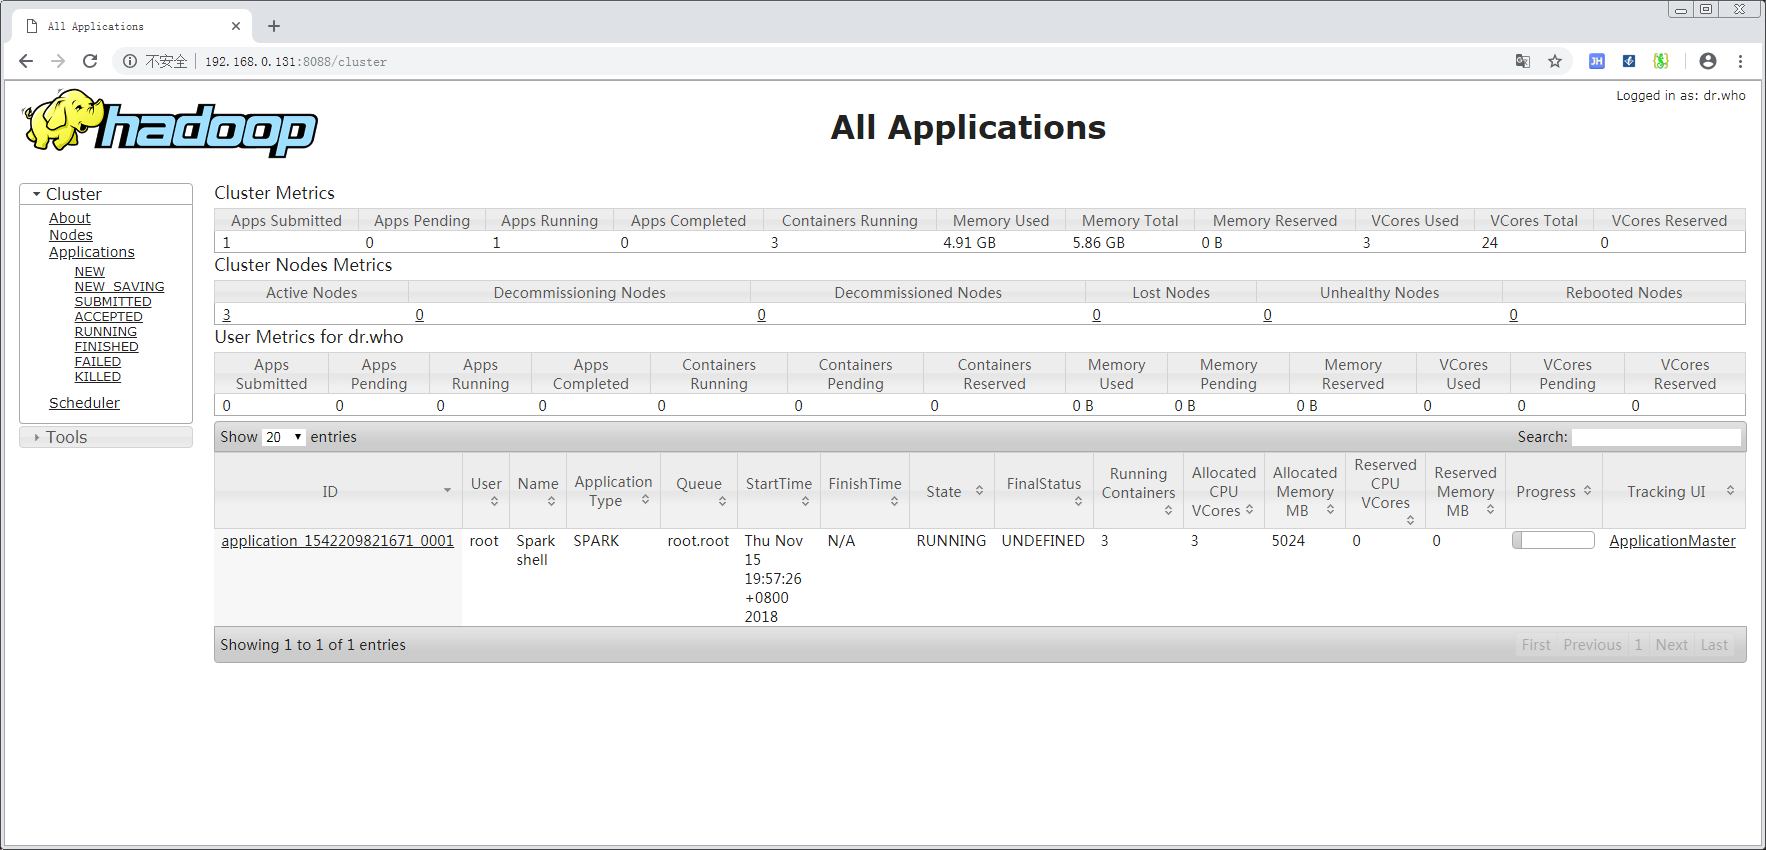 All Applications
不安全 192.168.0.131:8088/cluster
JH
Logged in as: dr.who
hadoop
All Applications
Cluster
About
Nodes
Applications
NEW
NEW_SAVING
SUBMITTED
ACCEPTED
RUNNING
FINISHED
FAILED
KILLED
Scheduler
Tools
Cluster Metrics
Apps Submitted Apps Pending Apps Running Apps Completed Containers Running Memory Used Memory Total Memory Reserved VCores Used VCores Total VCores Reserved
1 0 1 0 3 4.91 GB 5.86 GB 0 B 3 24 0
Cluster Nodes Metrics
Active Nodes Decommissioning Nodes Decommissioned Nodes Lost Nodes Unhealthy Nodes Rebooted Nodes
3 0 0 0 0 0
User Metrics for dr.who
Apps Apps Apps Apps Containers Containers Containers Memory Memory Memory VCores VCores VCores
Submitted Pending Running Completed Running Pending Reserved Used Pending Reserved Used Pending Reserved
0 0 0 0 0 0 0 0 B 0 B 0 B 0 0 0
Show 20 entries Search:
ID User Name Application Type Queue StartTime FinishTime State FinalStatus Running Containers Allocated CPU VCores Allocated Memory MB Reserved CPU VCores Reserved Memory MB Progress Tracking UI
application_1542209821671_0001 root Spark SPARK root.root Thu Nov N/A RUNNING UNDEFINED 3 3 5024 0 0 ApplicationMaster
shell 15
19:57:26
+0800
2018
Showing 1 to 1 of 1 entries First Previous 1 Next Last